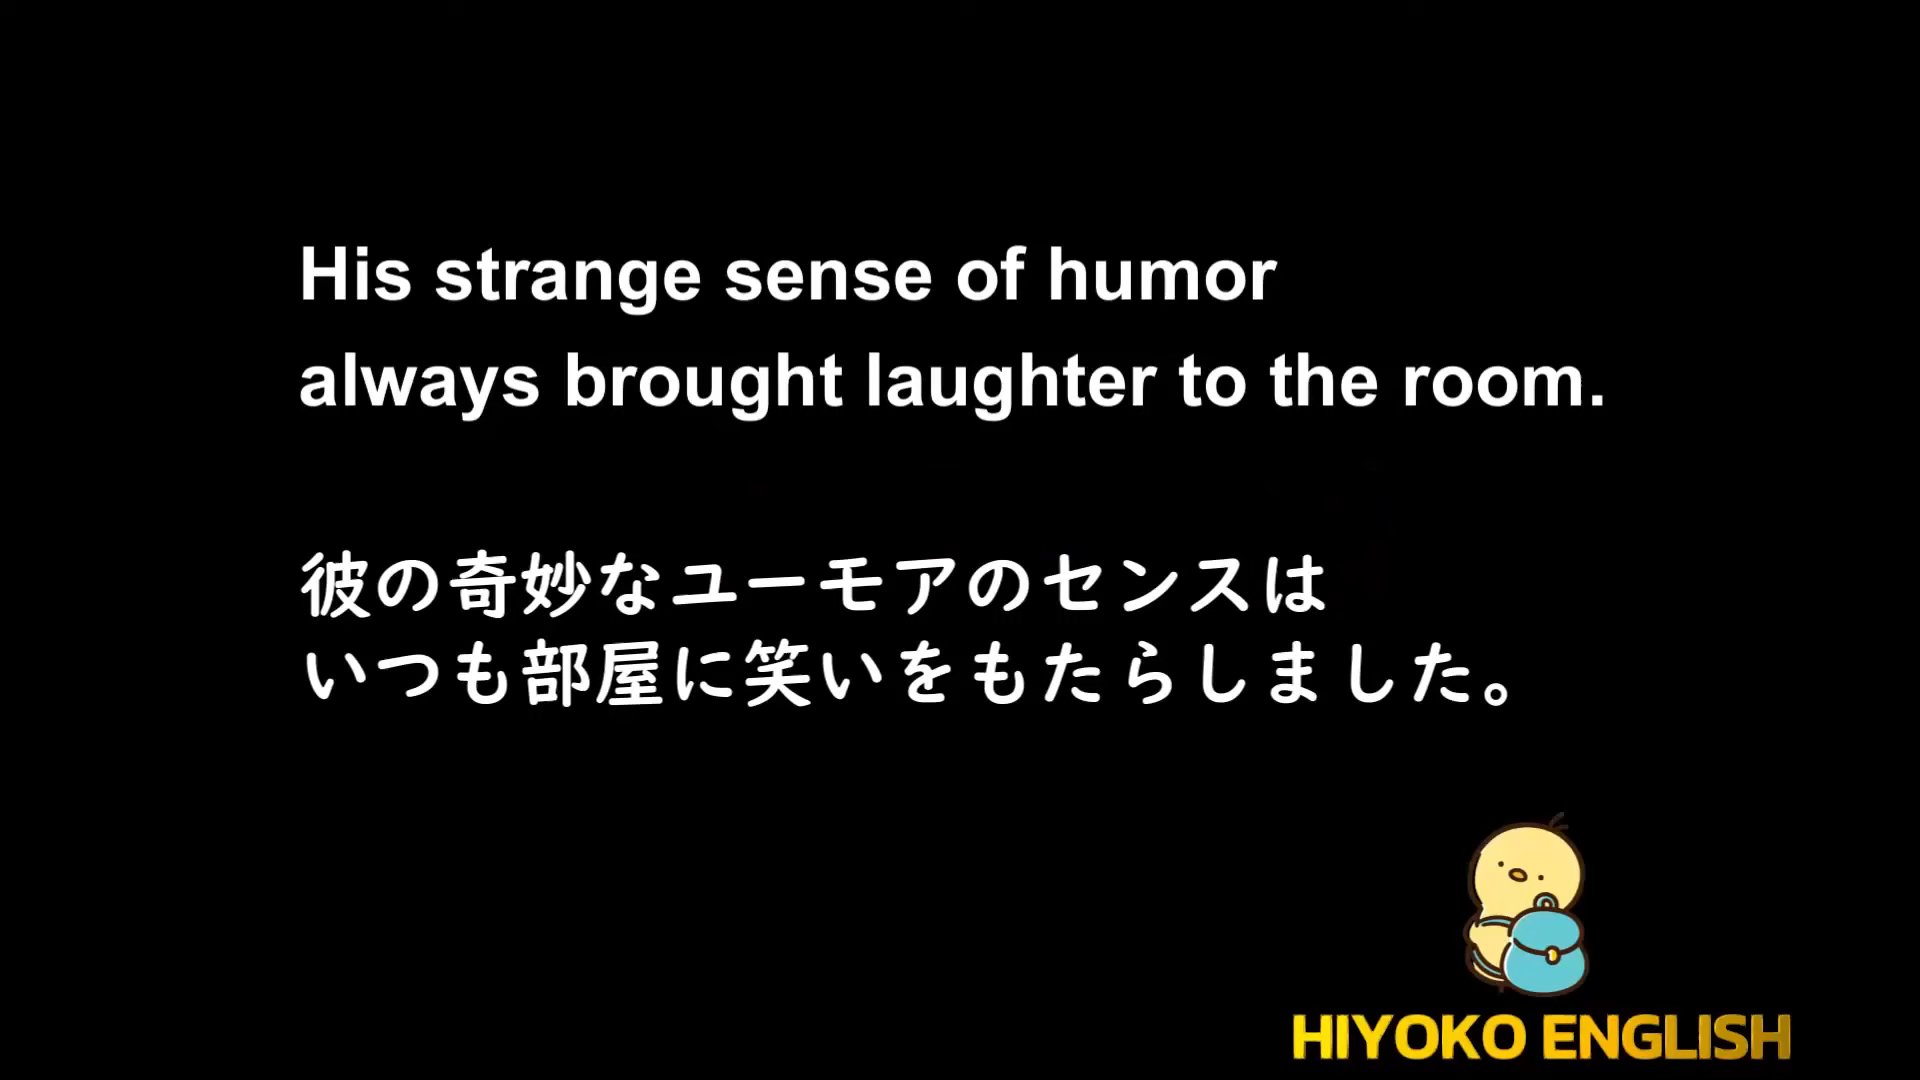 His strange sense of humor
always brought laughter to the room.
彼の奇妙なユーモアのセンスは
いつも部屋に笑いをもたらしました。
HIYOKO ENGLISH